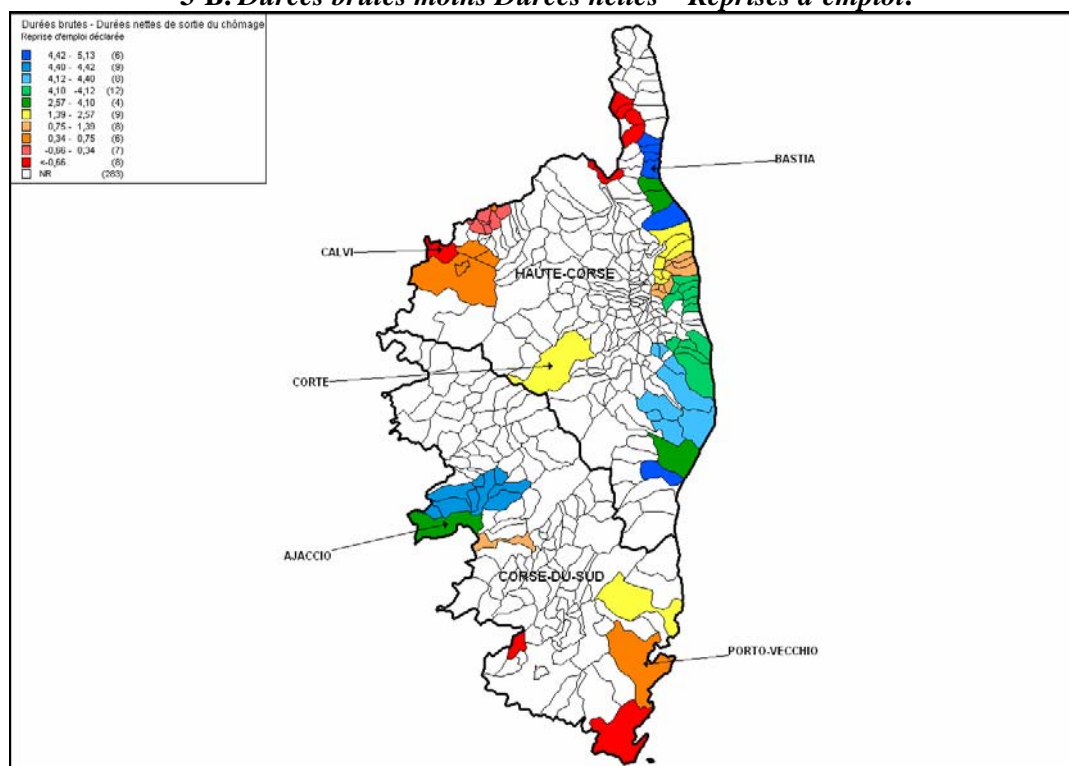 3-B. Durées brutes moins Durées nettes – Reprises d'emploi.
Durées brutes - Durées nettes de sortie du chômage
Reprise d'emploi déclarée
4,42 - 5,13 (6)
4,40 - 4,42 (9)
4,12 - 4,40 (8)
4,10 -4,12 (12)
2,57 - 4,10 (4)
1,39 - 2,57 (9)
0,75 - 1,39 (8)
0,34 - 0,75 (6)
-0,66 - 0,34 (7)
<-0,66 (8)
NR (283)
BASTIA
CALVI
HAUTE-CORSE
CORTE
AJACCIO
CORSE-DU-SUD
PORTO-VECCHIO